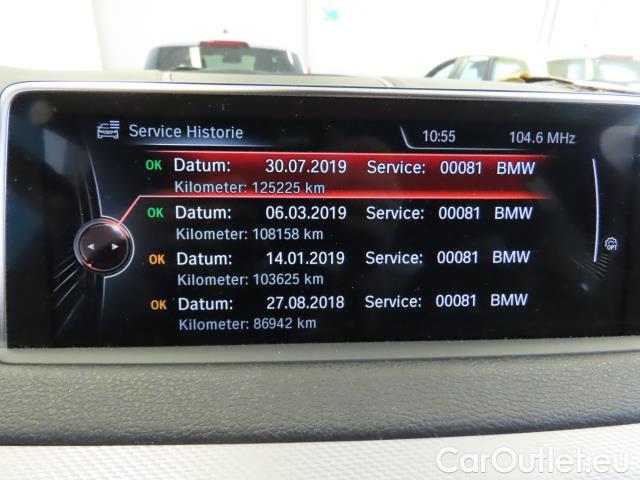 Service Historie 10:55 104.6 MHz
OK Datum: 30.07.2019 Service: 00081 BMW
Kilometer: 125225 km
OK Datum: 06.03.2019 Service: 00081 BMW
Kilometer: 108158 km
OK Datum: 14.01.2019 Service: 00081 BMW
Kilometer: 103625 km
OK Datum: 27.08.2018 Service: 00081 BMW
Kilometer: 86942 km
OPT
CarOutlet.eu